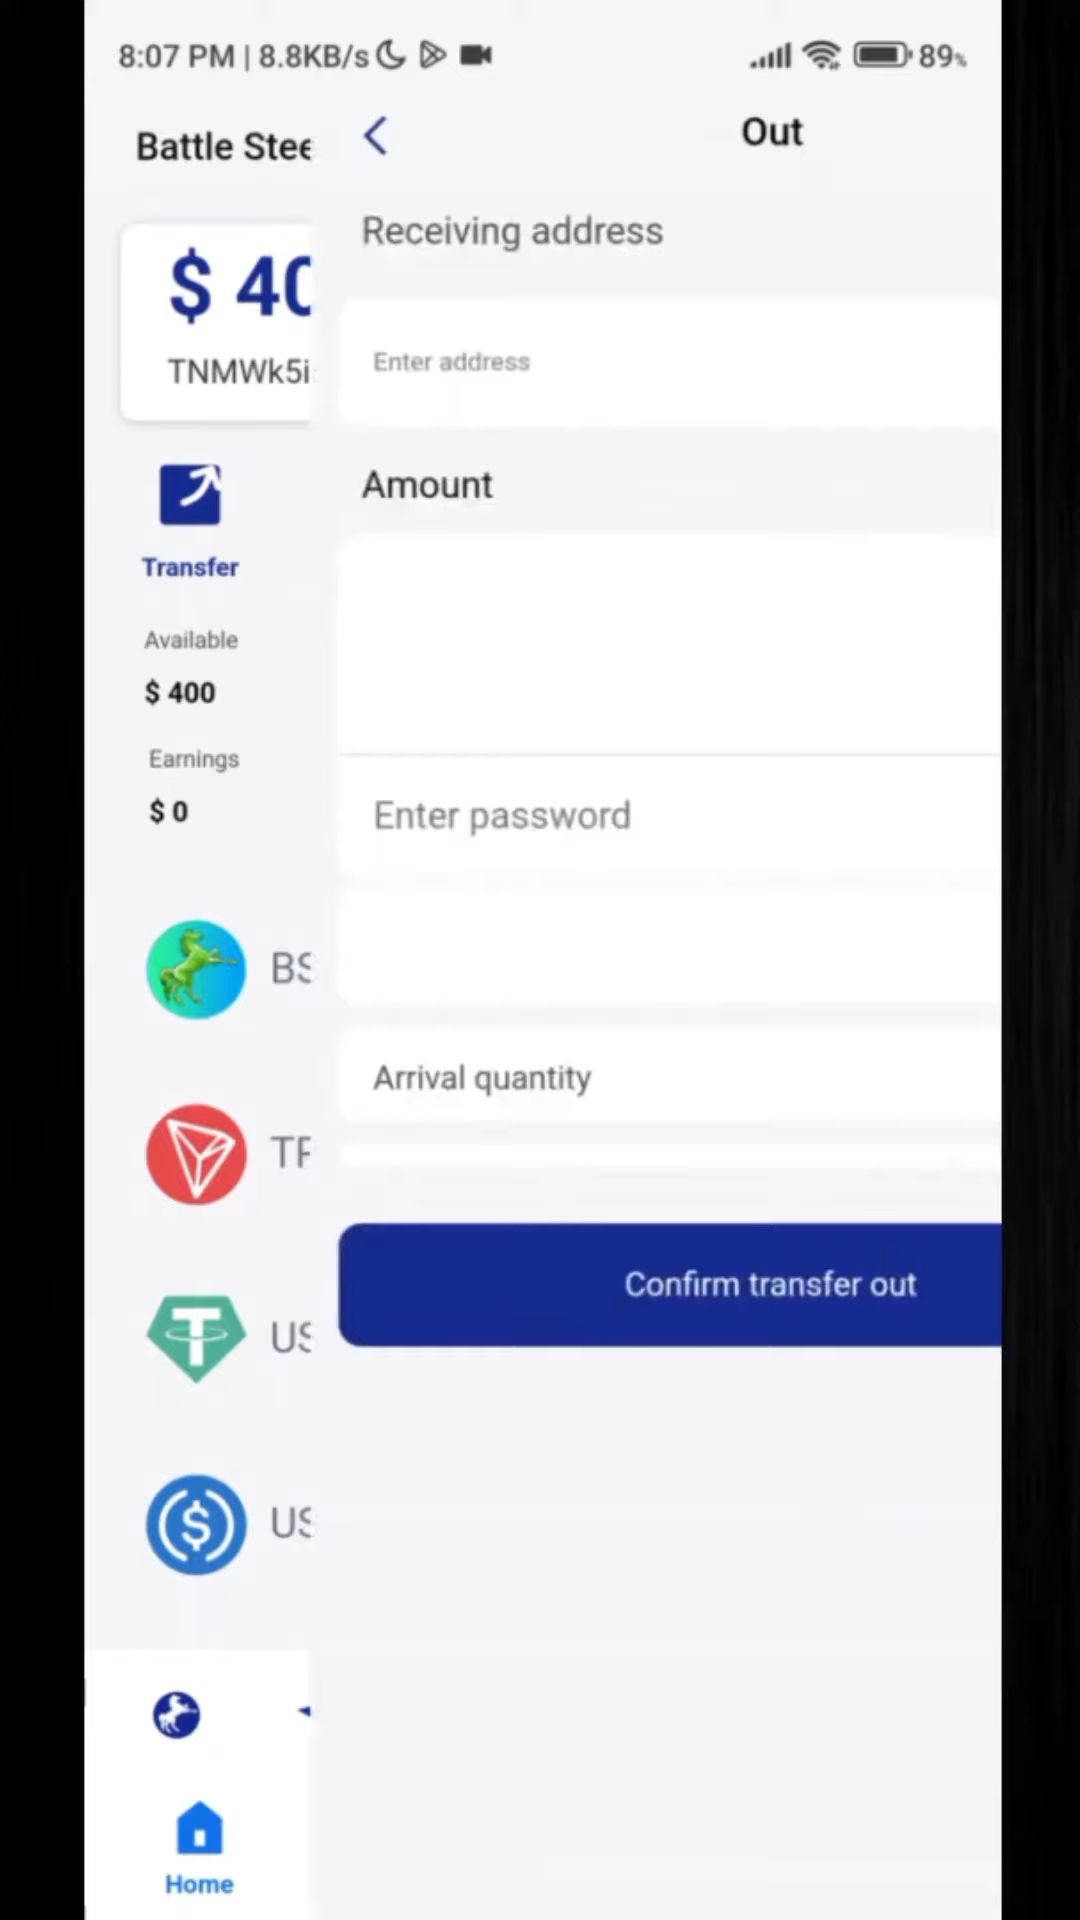 8:07 PM | 8.8KB/s
89%
Battle Stee
Out
$ 40
TNMWk5i
Transfer
Available
$ 400
Earnings
$ 0
BS
TR
US
US
Home
Receiving address
Enter address
Amount
Enter password
Arrival quantity
Confirm transfer out